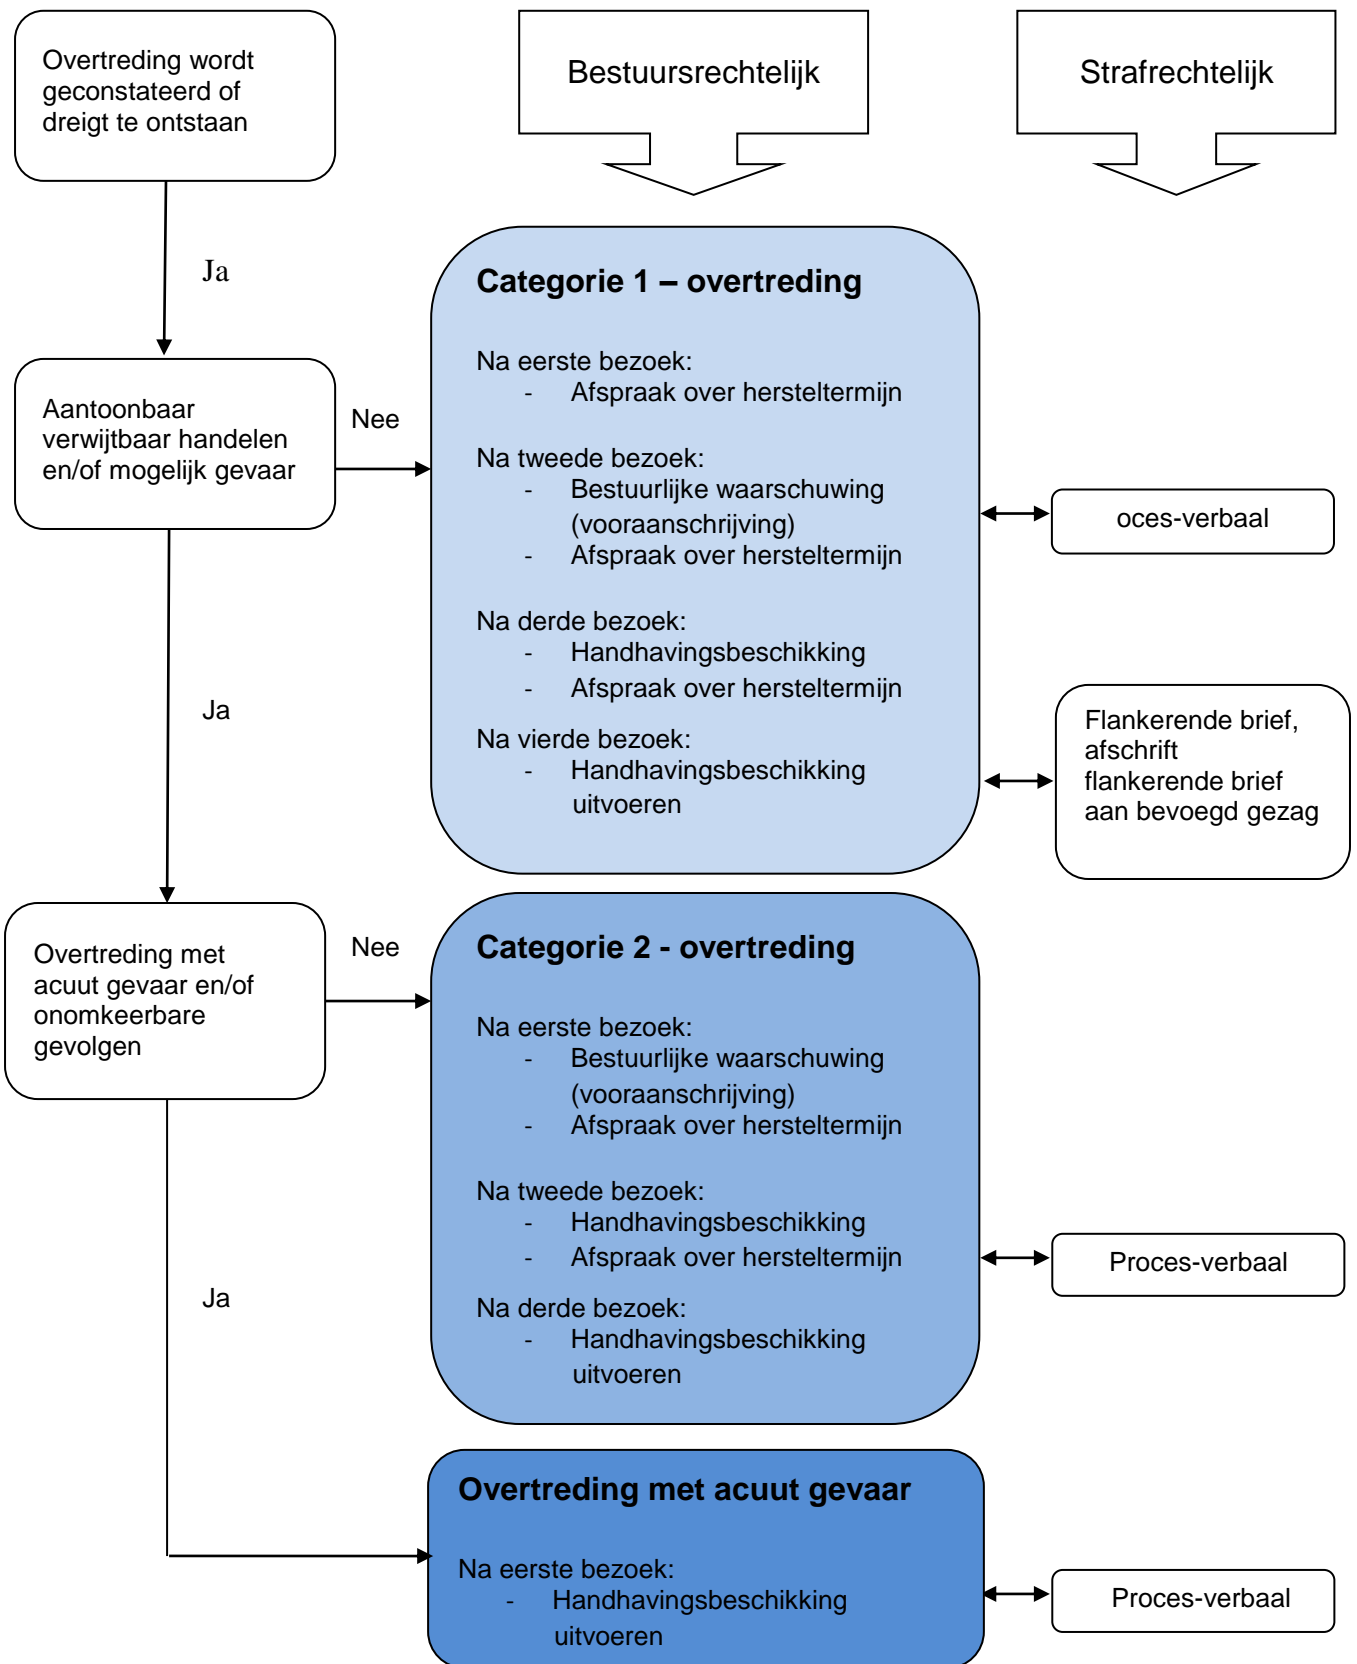 Overtreding wordt
geconstateerd of
dreigt te ontstaan
Bestuursrechtelijk
Strafrechtelijk
Ja
Aantoonbaar
verwijtbaar handelen
en/of mogelijk gevaar
Nee
Categorie 1 – overtreding
Na eerste bezoek:
- Afspraak over hersteltermijn
Na tweede bezoek:
- Bestuurlijke waarschuwing
(vooraanschrijving)
- Afspraak over hersteltermijn
Na derde bezoek:
- Handhavingsbeschikking
- Afspraak over hersteltermijn
Na vierde bezoek:
- Handhavingsbeschikking
uitvoeren
oces-verbaal
Flankerende brief,
afschrift
flankerende brief
aan bevoegd gezag
Ja
Overtreding met
acuut gevaar en/of
onomkeerbare
gevolgen
Nee
Categorie 2 - overtreding
Na eerste bezoek:
- Bestuurlijke waarschuwing
(vooraanschrijving)
- Afspraak over hersteltermijn
Na tweede bezoek:
- Handhavingsbeschikking
- Afspraak over hersteltermijn
Na derde bezoek:
- Handhavingsbeschikking
uitvoeren
Proces-verbaal
Ja
Overtreding met acuut gevaar
Na eerste bezoek:
- Handhavingsbeschikking
uitvoeren
Proces-verbaal